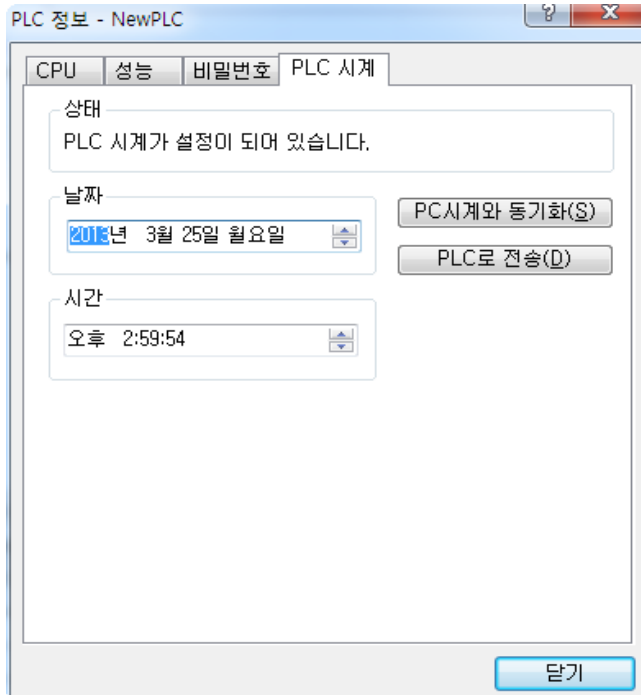 PLC 정보 - NewPLC
CPU 성능 비밀번호 PLC 시계
상태
PLC 시계가 설정이 되어 있습니다.
날짜
2013년 3월 25일 월요일
PC시계와 동기화(S)
PLC로 전송(D)
시간
오후 2:59:54
닫기